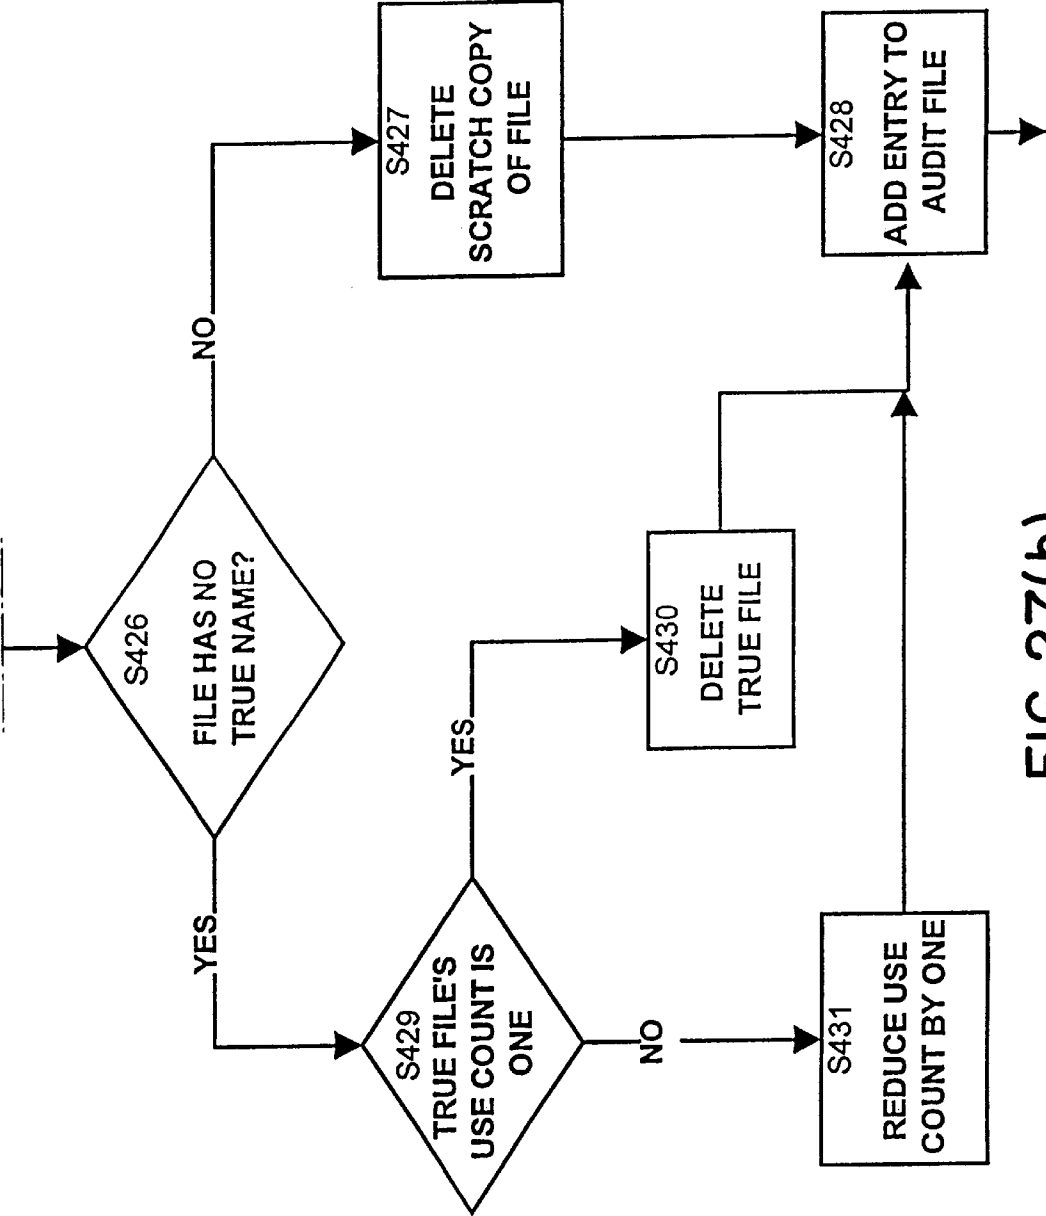 S426
FILE HAS NO
TRUE NAME?
YES
NO
S429
TRUE FILE'S
USE COUNT IS
ONE
YES
NO
S427
DELETE
SCRATCH COPY
OF FILE
S430
DELETE
TRUE FILE
S431
REDUCE USE
COUNT BY ONE
S428
ADD ENTRY TO
AUDIT FILE